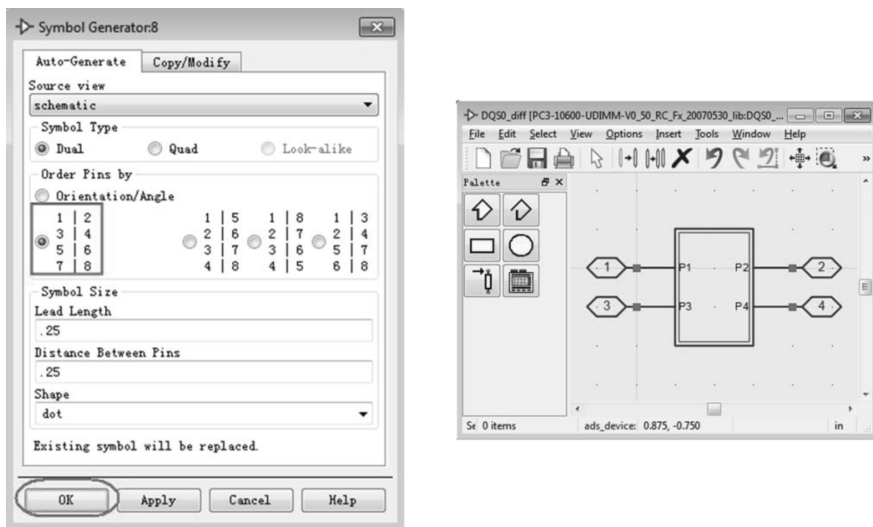 Symbol Generator:8
Auto-Generate Copy/Modify
Source view
schematic
Symbol Type
Dual Quad Look-alike
Order Pins by
Orientation/Angle
1 | 2 1 | 5 1 | 8 1 | 3
3 | 4 2 | 6 2 | 7 2 | 4
5 | 6 3 | 7 3 | 6 5 | 7
7 | 8 4 | 8 4 | 5 6 | 8
Symbol Size
Lead Length
.25
Distance Between Pins
.25
Shape
dot
Existing symbol will be replaced.
OK Apply Cancel Help
DQS0_diff [PC3-10600-UDIMM-V0_50_RC_Fx_20070530_lib:DQS0_...
File Edit Select View Options Insert Tools Window Help
»
Palette
1 P1 P2 2
3 P3 P4 4
Se 0 items ads_device: 0.875, -0.750 in